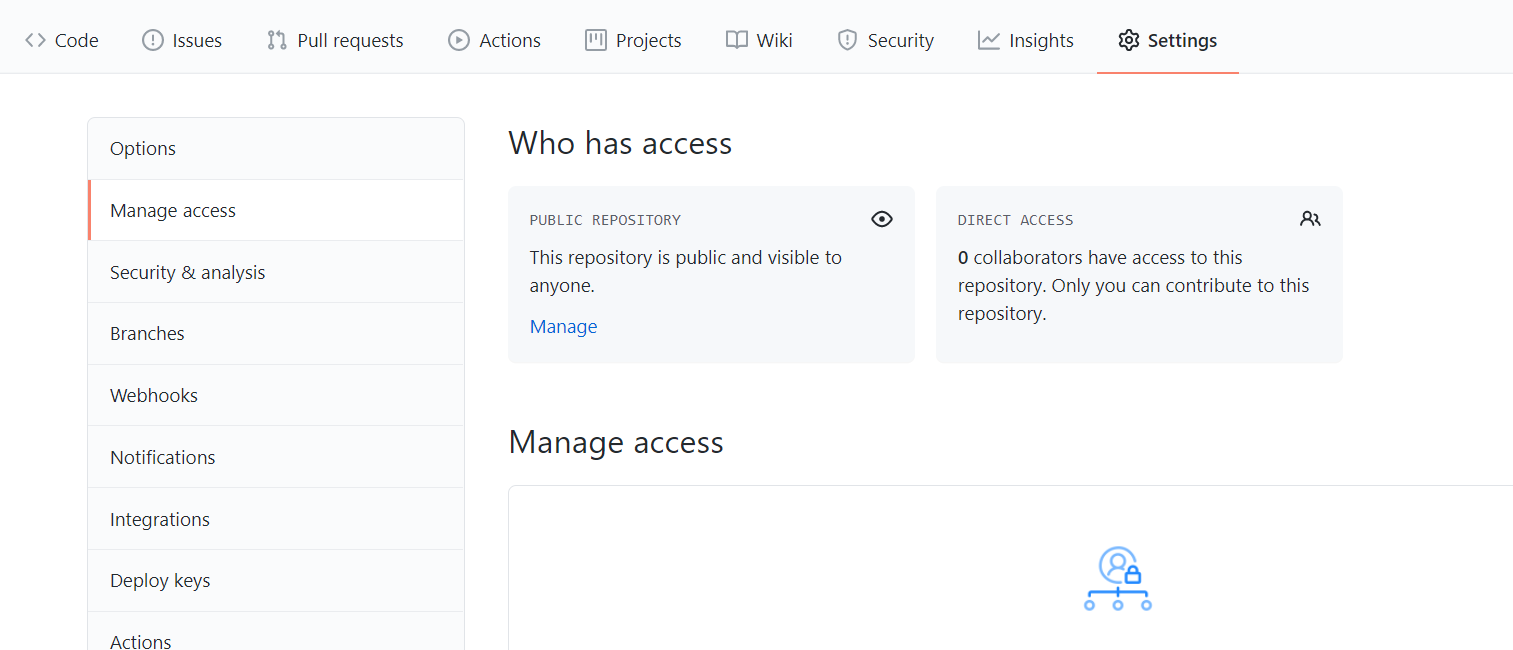 Code Issues Pull requests Actions Projects Wiki Security Insights Settings
Options
Manage access
Security & analysis
Branches
Webhooks
Notifications
Integrations
Deploy keys
Actions
Who has access
PUBLIC REPOSITORY
This repository is public and visible to
anyone.
Manage
DIRECT ACCESS
0 collaborators have access to this
repository. Only you can contribute to this
repository.
Manage access